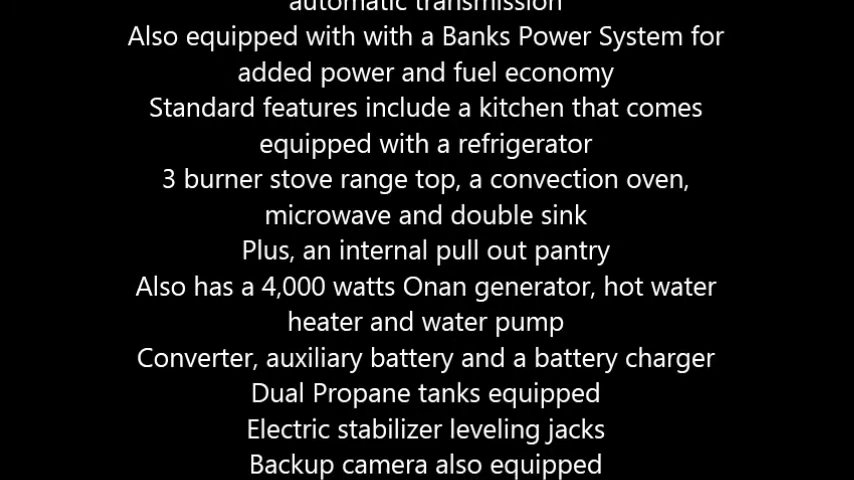 automatic transmission
Also equipped with with a Banks Power System for
added power and fuel economy
Standard features include a kitchen that comes
equipped with a refrigerator
3 burner stove range top, a convection oven,
microwave and double sink
Plus, an internal pull out pantry
Also has a 4,000 watts Onan generator, hot water
heater and water pump
Converter, auxiliary battery and a battery charger
Dual Propane tanks equipped
Electric stabilizer leveling jacks
Backup camera also equipped